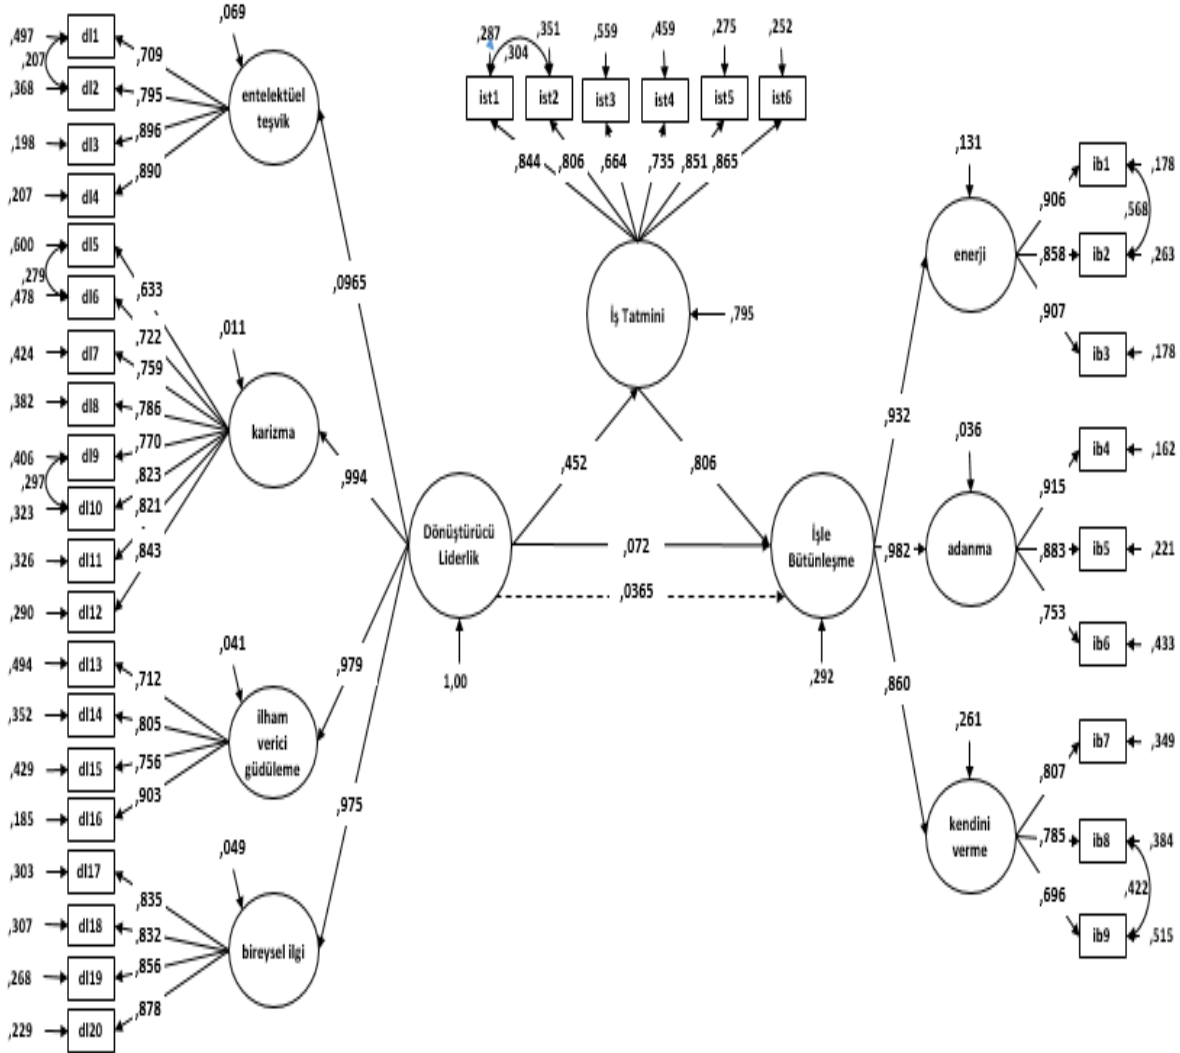 ,497
dl1
,207
,709
,368
dl2
,795
,198
dl3
,896
,207
dl4
,890
,069
entelektüel
teşvik
,600
dl5
,279
,633
,478
dl6
,722
,424
dl7
,759
,382
dl8
,786
,406
dl9
,770
,297
,823
,323
dl10
,821
,326
dl11
,843
,290
dl12
,011
karizma
,494
dl13
,712
,352
dl14
,805
,429
dl15
,756
,185
dl16
,903
,041
ilham
verici
güdüleme
,303
dl17
,835
,307
dl18
,832
,268
dl19
,856
,229
dl20
,878
,049
bireysel ilgi
,0965
,994
,979
,975
Dönüştürücü
Liderlik
1,00
,287
,304
,351
,559
,459
,275
,252
ist1
ist2
ist3
ist4
ist5
ist6
,844
,806
,664
,735
,851
,865
İş Tatmini
,795
,452
,806
,072
,0365
İşle
Bütünleşme
,292
,932
,982
,860
,131
enerji
,906
ib1
,178
,568
,858
ib2
,263
,907
ib3
,178
,036
adanma
,915
ib4
,162
,883
ib5
,221
,753
ib6
,433
,261
kendini
verme
,807
ib7
,349
,785
ib8
,384
,422
,696
ib9
,515